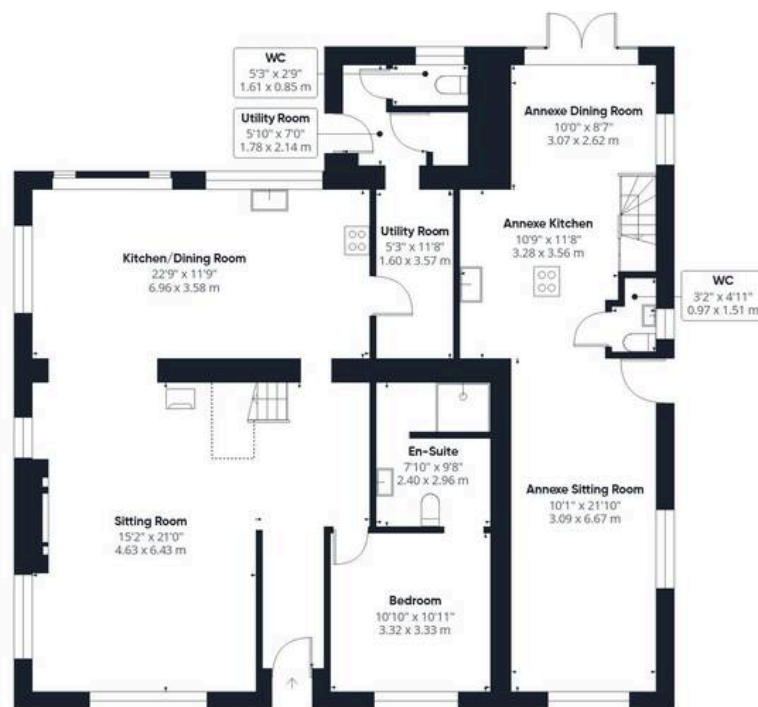 WC
5'3" x 2'9"
1.61 x 0.85 m
Utility Room
5'10" x 7'0"
1.78 x 2.14 m
Annexe Dining Room
10'0" x 8'7"
3.07 x 2.62 m
Kitchen/Dining Room
22'9" x 11'9"
6.96 x 3.58 m
Utility Room
5'3" x 11'8"
1.60 x 3.57 m
Annexe Kitchen
10'9" x 11'8"
3.28 x 3.56 m
WC
3'2" x 4'11"
0.97 x 1.51 m
En-Suite
7'10" x 9'8"
2.40 x 2.96 m
Sitting Room
15'2" x 21'0"
4.63 x 6.43 m
Annexe Sitting Room
10'1" x 21'10"
3.09 x 6.67 m
Bedroom
10'10" x 10'11"
3.32 x 3.33 m